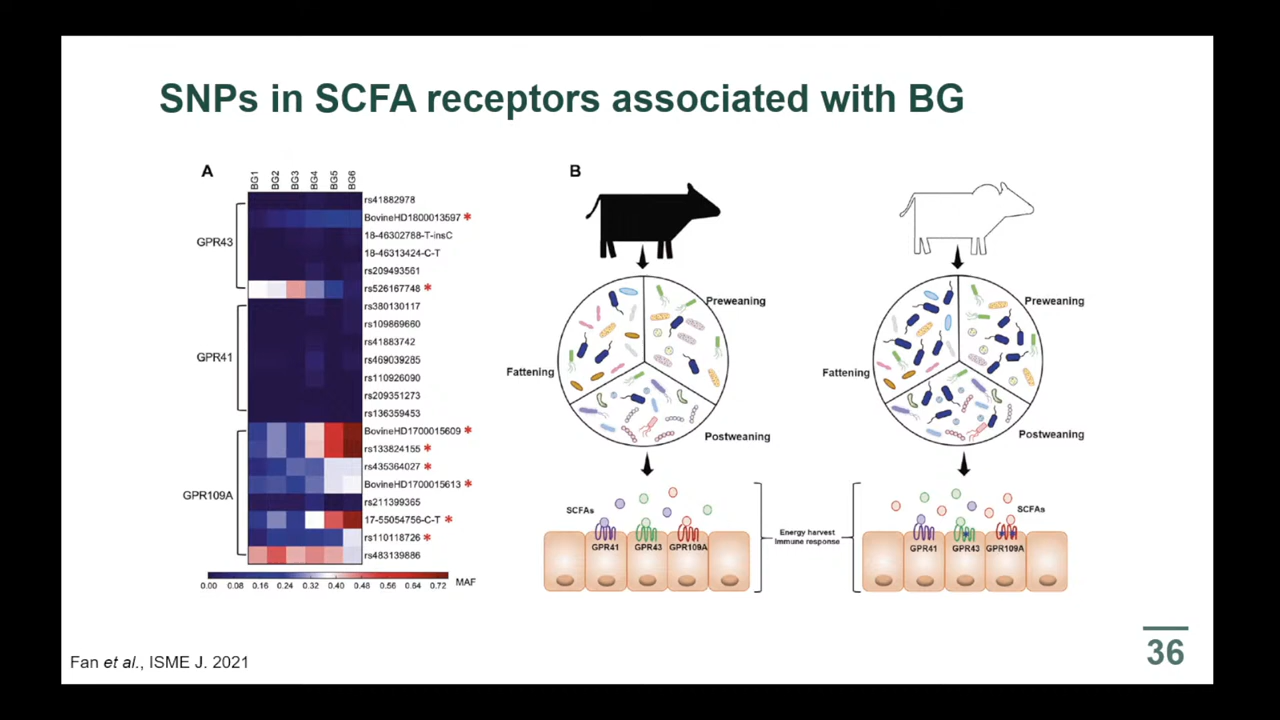 SNPs in SCFA receptors associated with BG
A
BG1
BG2
BG3
BG4
BG5
BG6
GPR43
rs41882978
BovineHD1800013597 *
18-46302788-T-insC
18-46313424-C-T
rs209493561
rs526167748 *
GPR41
rs380130117
rs109869660
rs41883742
rs469039285
rs110926090
rs209351273
rs136359453
GPR109A
BovineHD1700015609 *
rs133824155 *
rs435364027 *
BovineHD1700015613 *
rs211399365
17-55054756-C-T *
rs110118726 *
rs483139886
0.00 0.08 0.16 0.24 0.32 0.40 0.48 0.56 0.64 0.72 MAF
B
Preweaning
Fattening
Postweaning
SCFAs
GPR41 GPR43 GPR109A
Energy harvest
Immune response
Preweaning
Fattening
Postweaning
SCFAs
GPR41 GPR43 GPR109A
Fan et al., ISME J. 2021
36